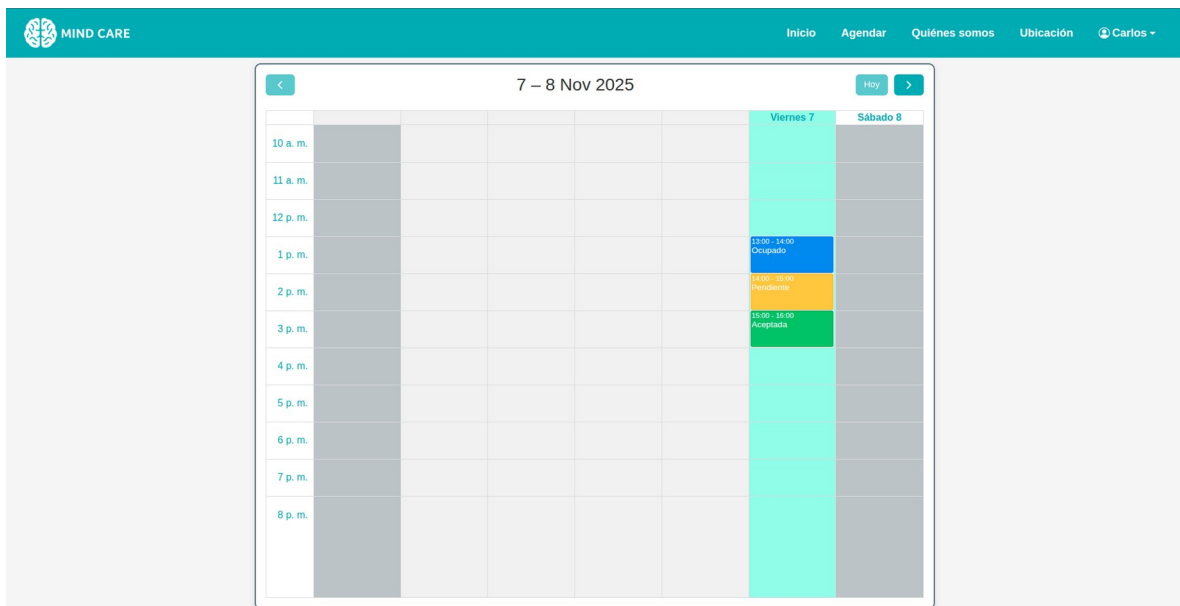 MIND CARE
Inicio
Agendar
Quiénes somos
Ubicación
Carlos
7 – 8 Nov 2025
Hoy
Viernes 7
Sábado 8
10 a. m.
11 a. m.
12 p. m.
1 p. m.
13:00 - 14:00
Ocupado
2 p. m.
14:00 - 15:00
Pendiente
3 p. m.
15:00 - 16:00
Aceptada
4 p. m.
5 p. m.
6 p. m.
7 p. m.
8 p. m.